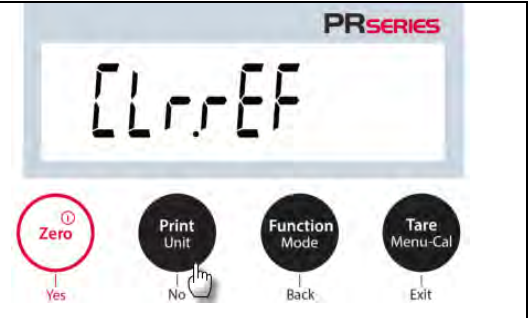 PRSERIES
CLr.rEF
Zero Print Function Tare
Unit Mode Menu-Cal
Yes No Back Exit